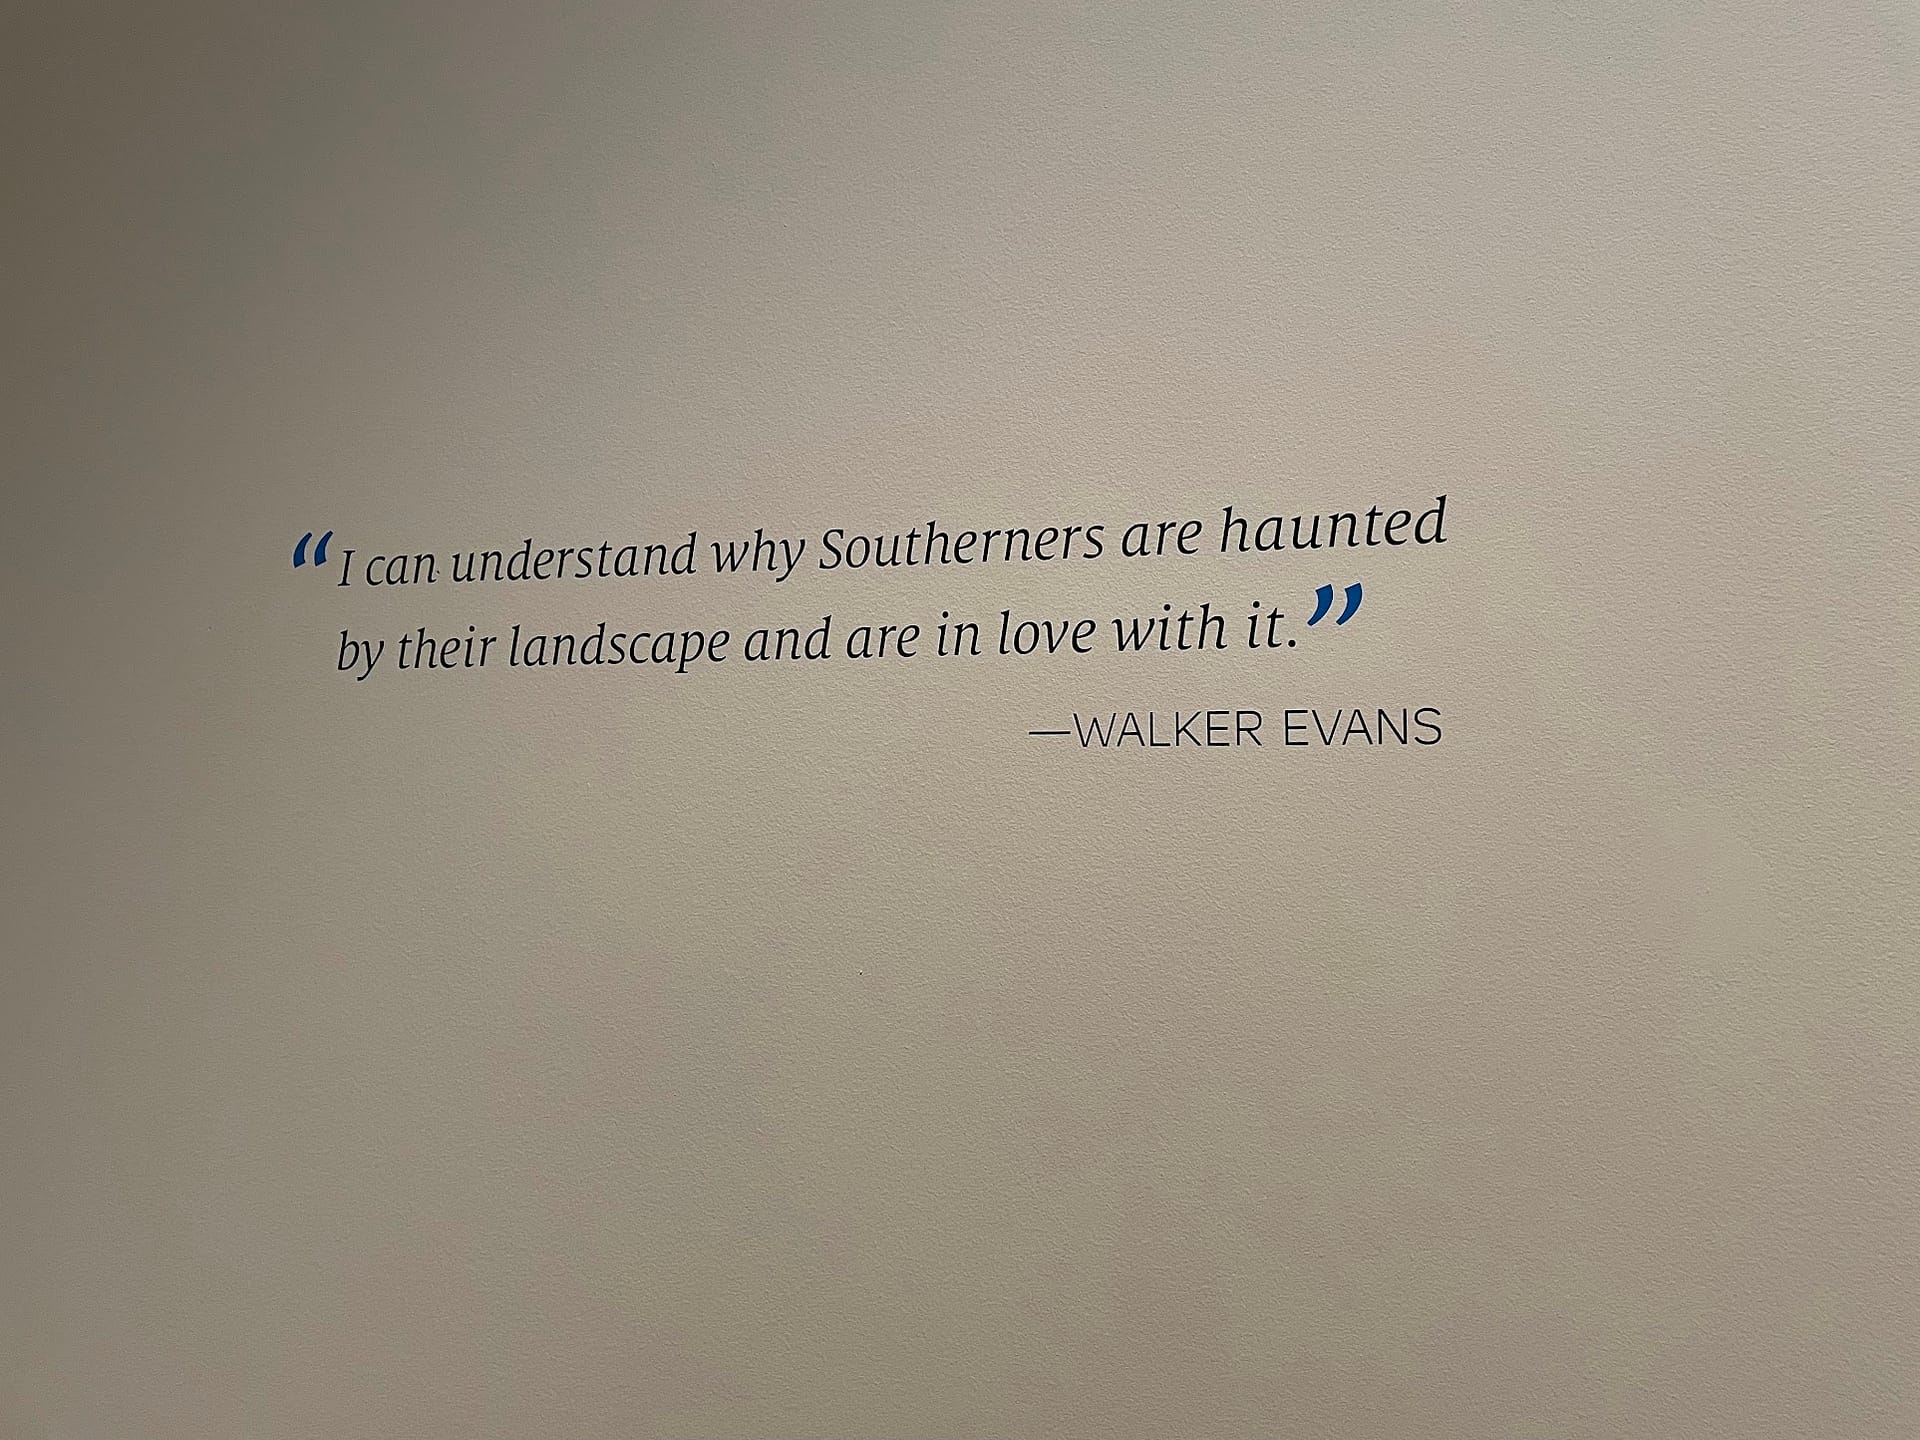 “I can understand why Southerners are haunted
by their landscape and are in love with it.”
—WALKER EVANS